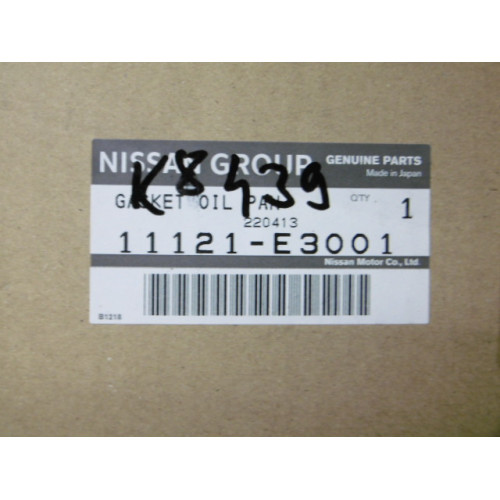 NISSAN GROUP GENUINE PARTS
Made in Japan
K8439
GASKET OIL PAN QTY. 1
220413
11121-E3001
Nissan Motor Co., Ltd.
B1218